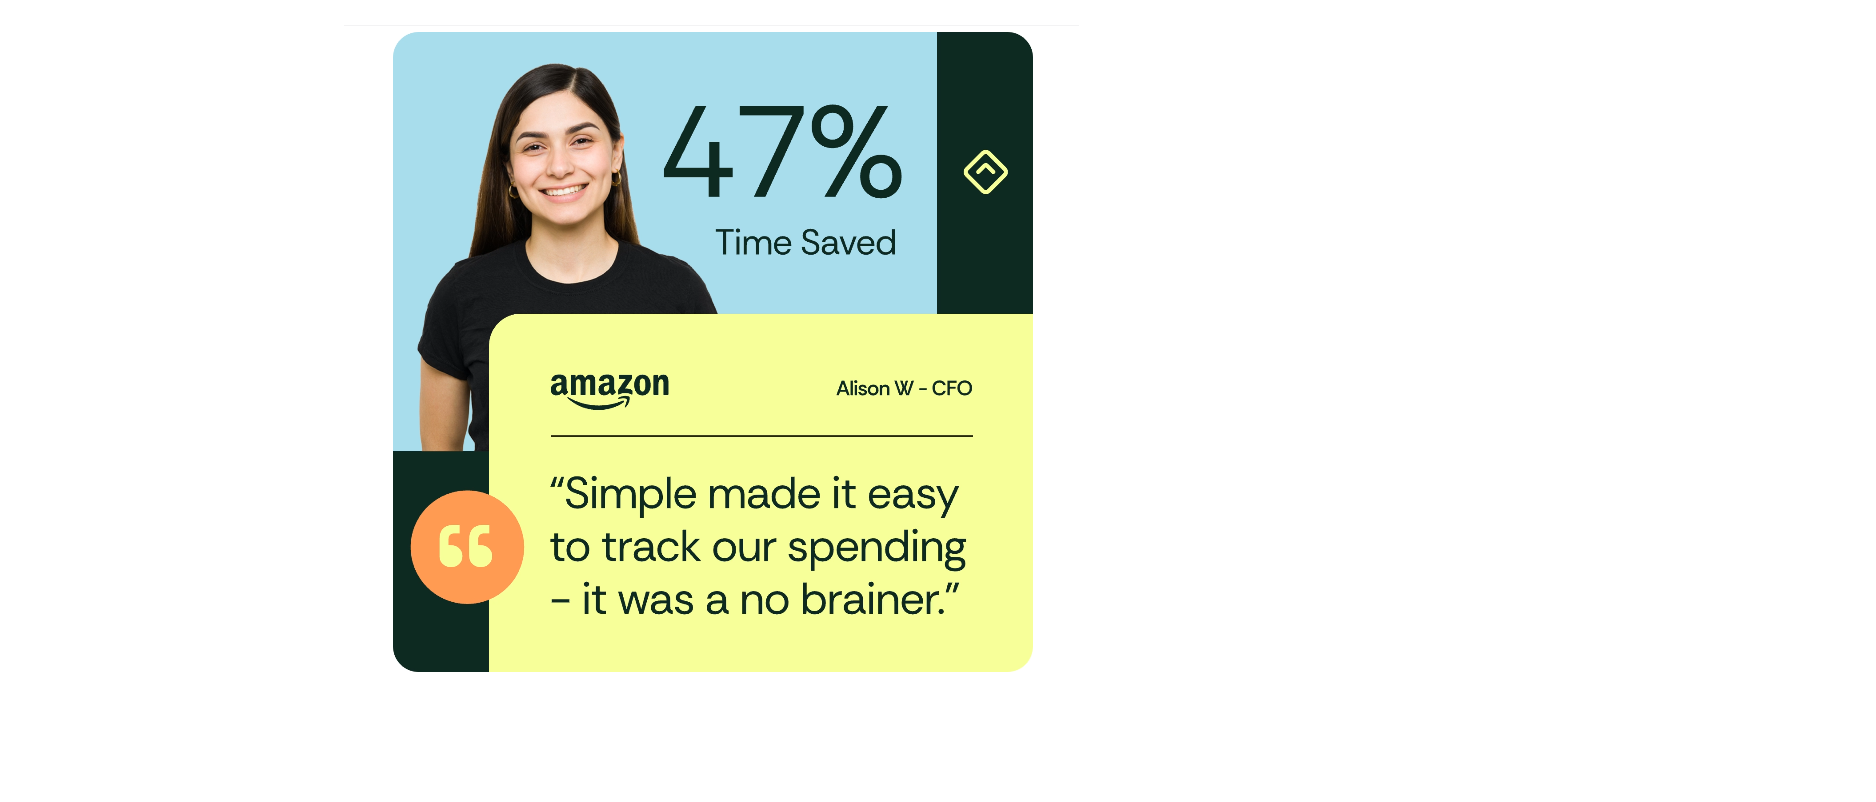 47%
Time Saved
amazon
Alison W - CFO
“Simple made it easy
to track our spending
– it was a no brainer.”